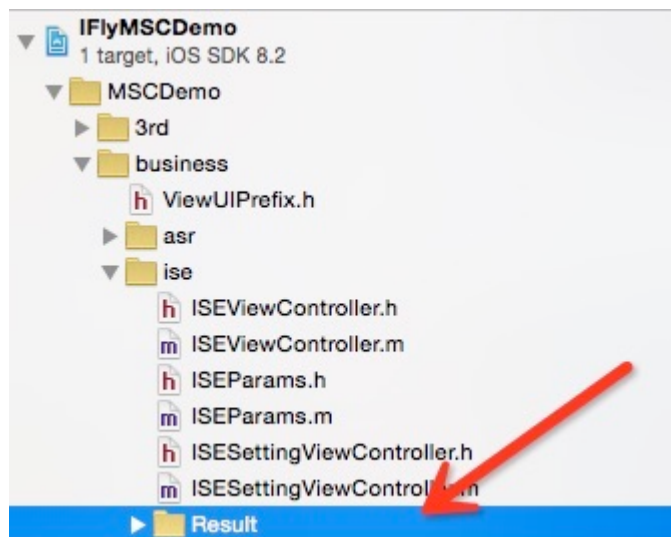 IFlyMSCDemo
1 target, iOS SDK 8.2
MSCDemo
3rd
business
h ViewUIPrefix.h
asr
ise
h ISEViewController.h
m ISEViewController.m
h ISEParams.h
m ISEParams.m
h ISESettingViewController.h
m ISESettingViewController.m
Result